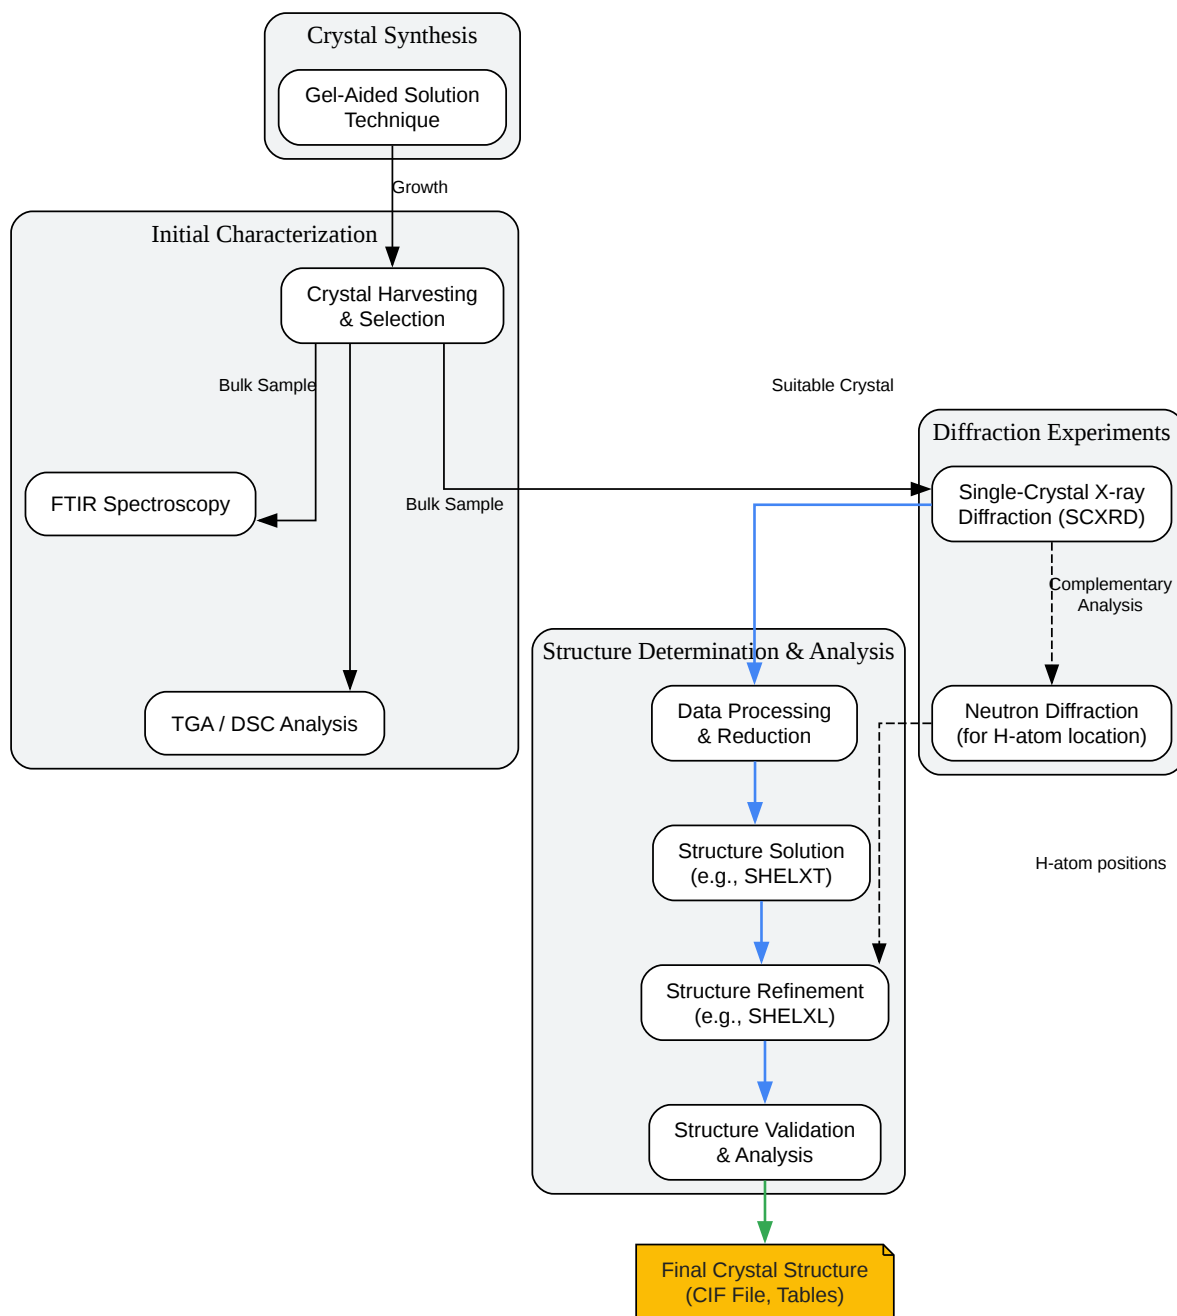 Crystal Synthesis
Gel-Aided Solution
Technique
Growth
Initial Characterization
Crystal Harvesting
& Selection
Bulk Sample
Suitable Crystal
Diffraction Experiments
FTIR Spectroscopy
Bulk Sample
Single-Crystal X-ray
Diffraction (SCXRD)
Complementary
Analysis
Structure Determination & Analysis
TGA / DSC Analysis
Data Processing
& Reduction
Neutron Diffraction
(for H-atom location)
Structure Solution
(e.g., SHELXT)
H-atom positions
Structure Refinement
(e.g., SHELXL)
Structure Validation
& Analysis
Final Crystal Structure
(CIF File, Tables)